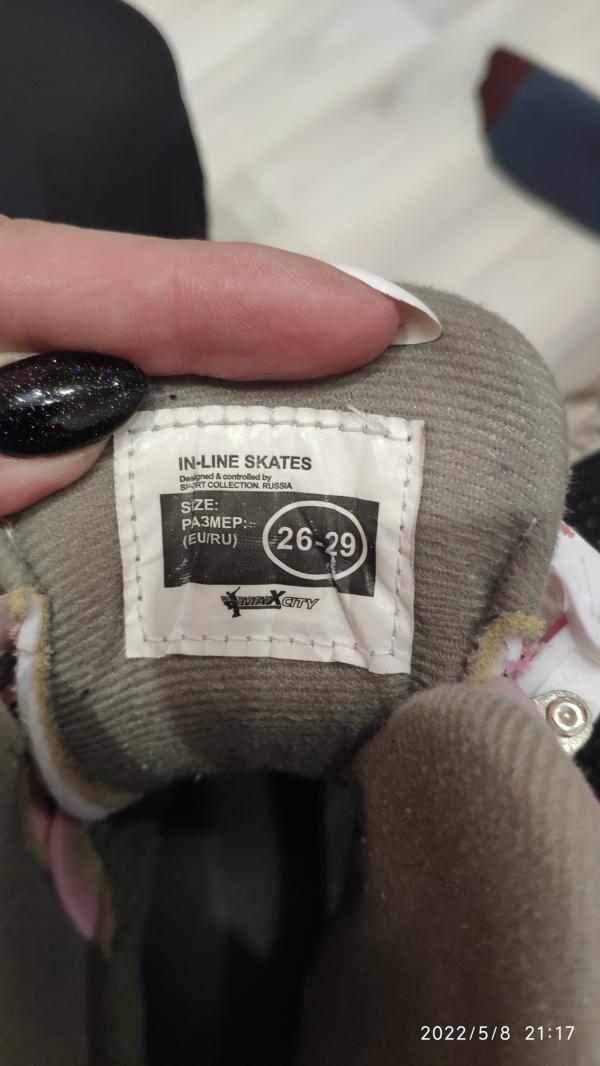 IN-LINE SKATES
Designed & controlled by
SPORT COLLECTION. RUSSIA
SIZE:
РАЗМЕР:
(EU/RU)
26-29
MAXCITY
2022/5/8 21:17